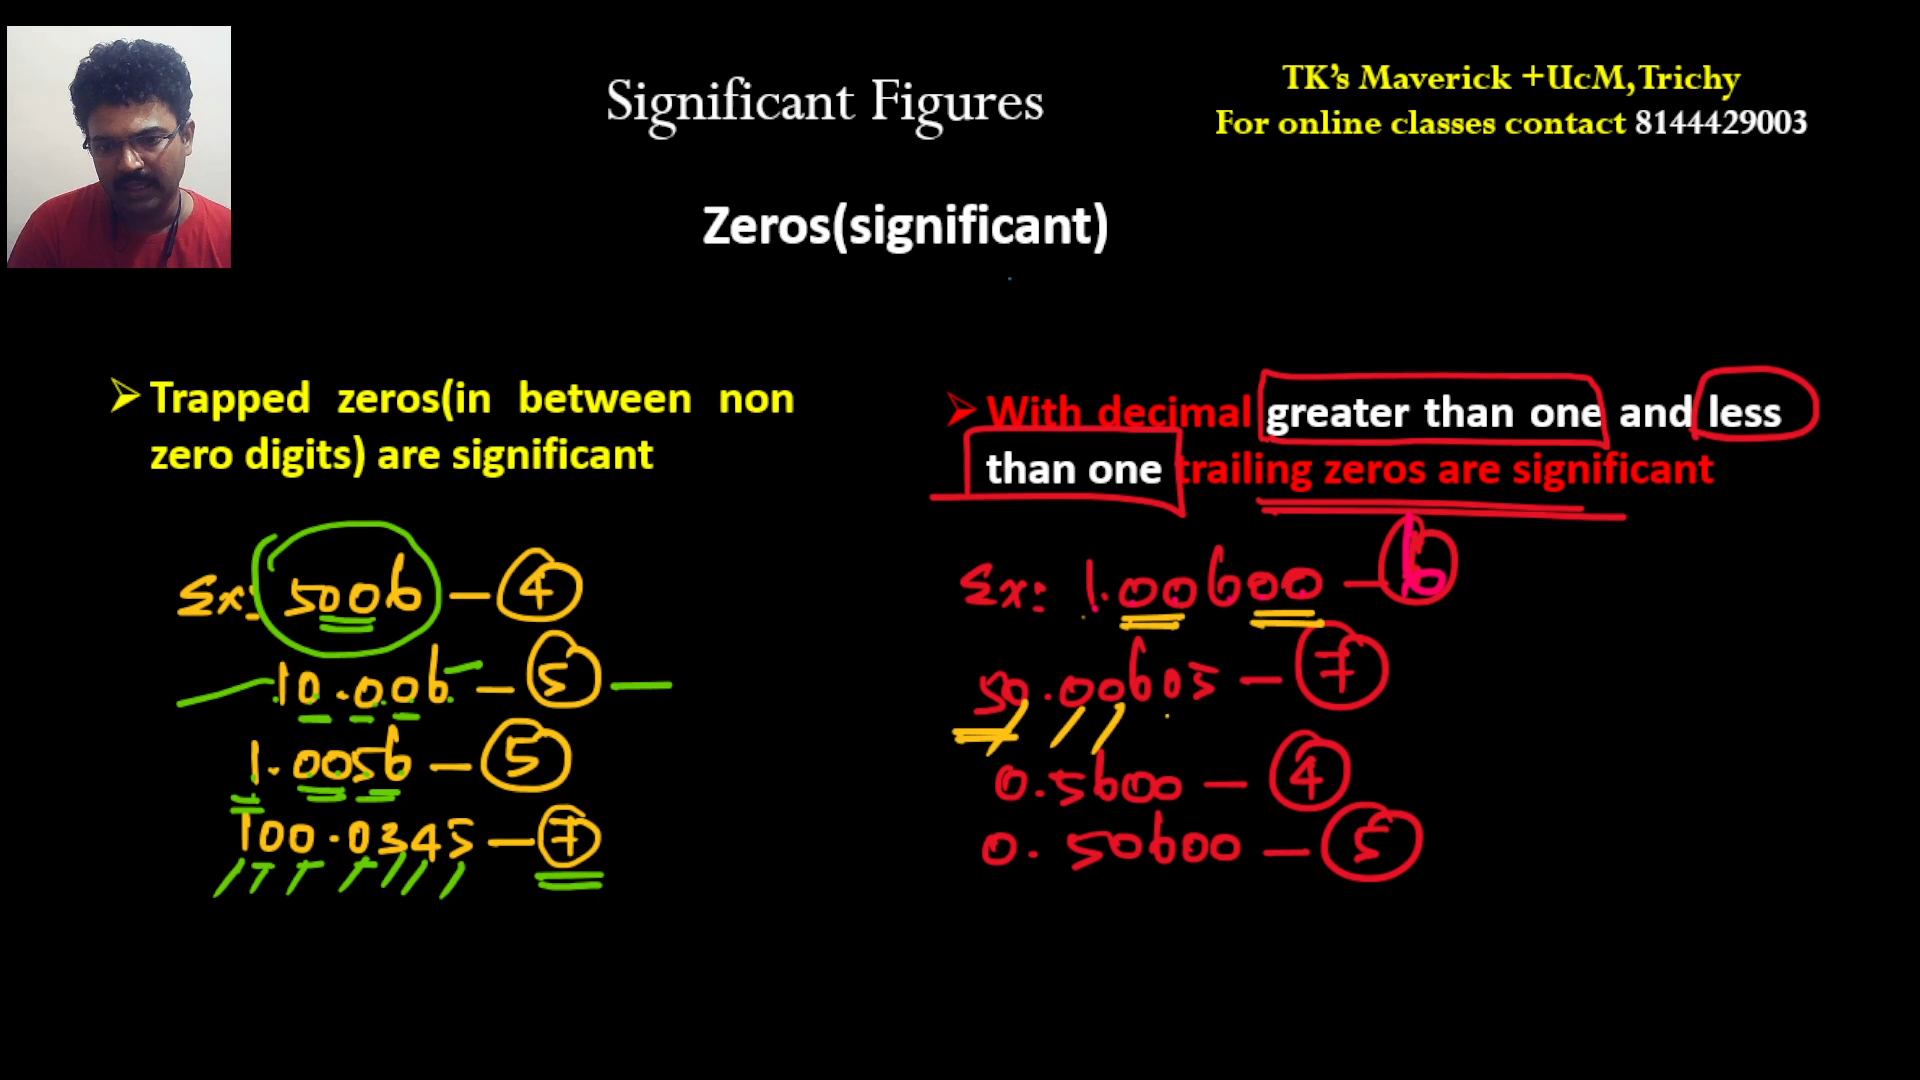 Significant Figures
TK's Maverick +UcM,Trichy
For online classes contact 8144429003
Zeros(significant)
➢Trapped zeros(in between non
zero digits) are significant
Ex: 5006 – 4
10.006 – 5
1.0056 – 5
100.0345 – 7
➢With decimal greater than one and less
than one trailing zeros are significant
Ex: 1.00600 – 6
50.00605 – 7
0.5600 – 4
0.50600 – 5